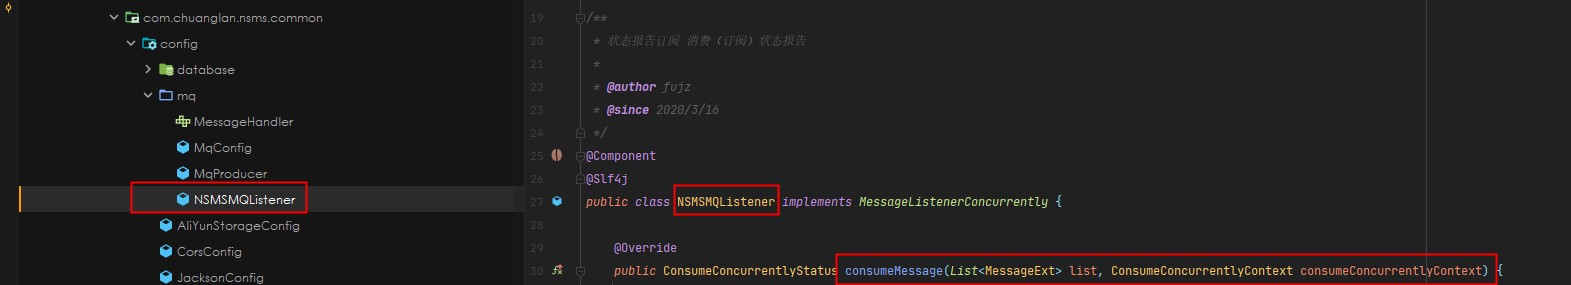 com.chuanglan.nsms.common
config
database
mq
MessageHandler
MqConfig
MqProducer
NSMSMQListener
AliYunStorageConfig
CorsConfig
JacksonConfig
19 /**
20 * 状态报告订阅 消费（订阅）状态报告
21 *
22 * @author fujz
23 * @since 2020/3/16
24 */
25 @Component
26 @Slf4j
27 public class NSMSMQListener implements MessageListenerConcurrently {
28
29 @Override
30 public ConsumeConcurrentlyStatus consumeMessage(List<MessageExt> list, ConsumeConcurrentlyContext consumeConcurrentlyContext) {